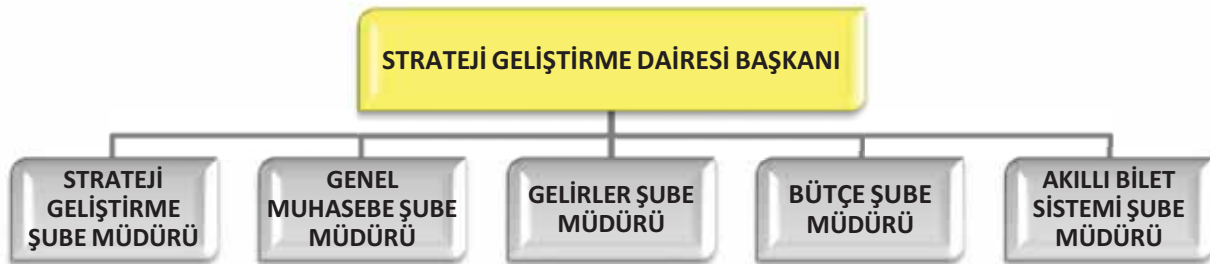 STRATEJİ GELİŞTİRME DAİRESİ BAŞKANI
STRATEJİ
GELİŞTİRME
ŞUBE MÜDÜRÜ
GENEL
MUHASEBE ŞUBE
MÜDÜRÜ
GELİRLER ŞUBE
MÜDÜRÜ
BÜTÇE ŞUBE
MÜDÜRÜ
AKILLI BİLET
SİSTEMİ ŞUBE
MÜDÜRÜ